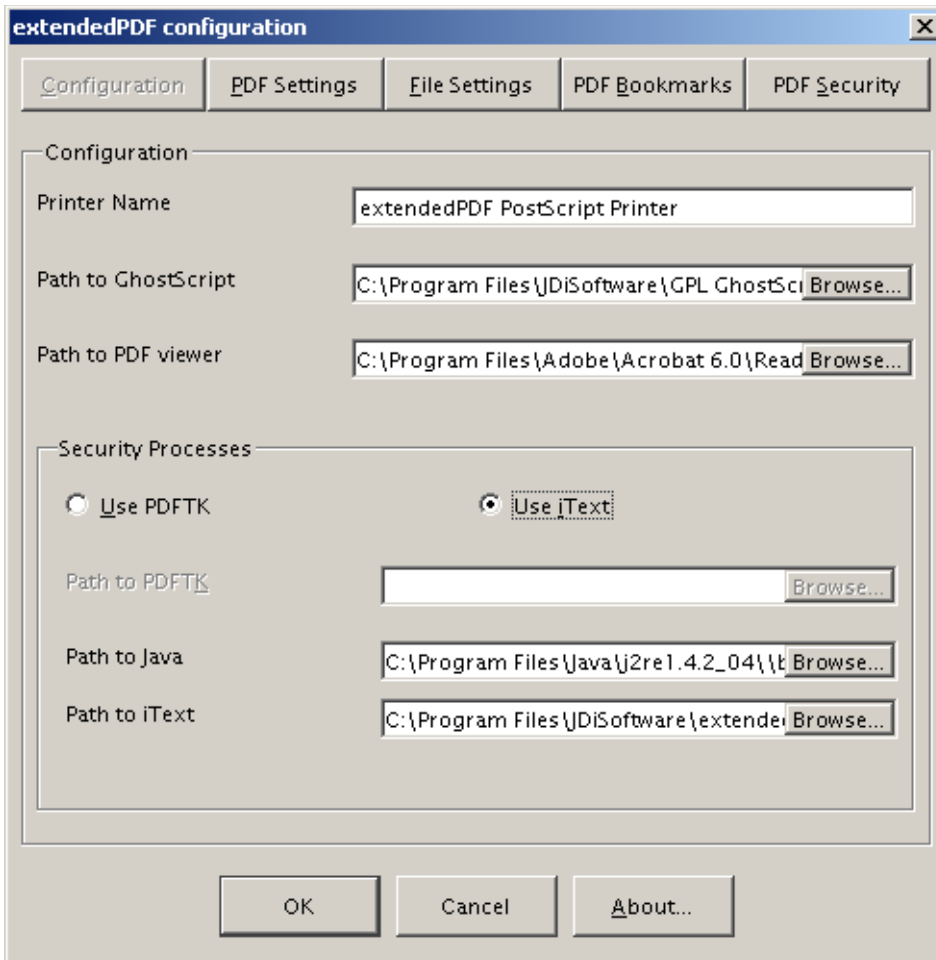 extendedPDF configuration
Configuration PDF Settings File Settings PDF Bookmarks PDF Security
Configuration
Printer Name extendedPDF PostScript Printer
Path to GhostScript C:\Program Files\JDiSoftware\GPL GhostScr Browse...
Path to PDF viewer C:\Program Files\Adobe\Acrobat 6.0\Read Browse...
Security Processes
Use PDFTK Use iText
Path to PDFTK Browse...
Path to Java C:\Program Files\Java\j2re1.4.2_04\\b Browse...
Path to iText C:\Program Files\JDiSoftware\extended Browse...
OK Cancel About...